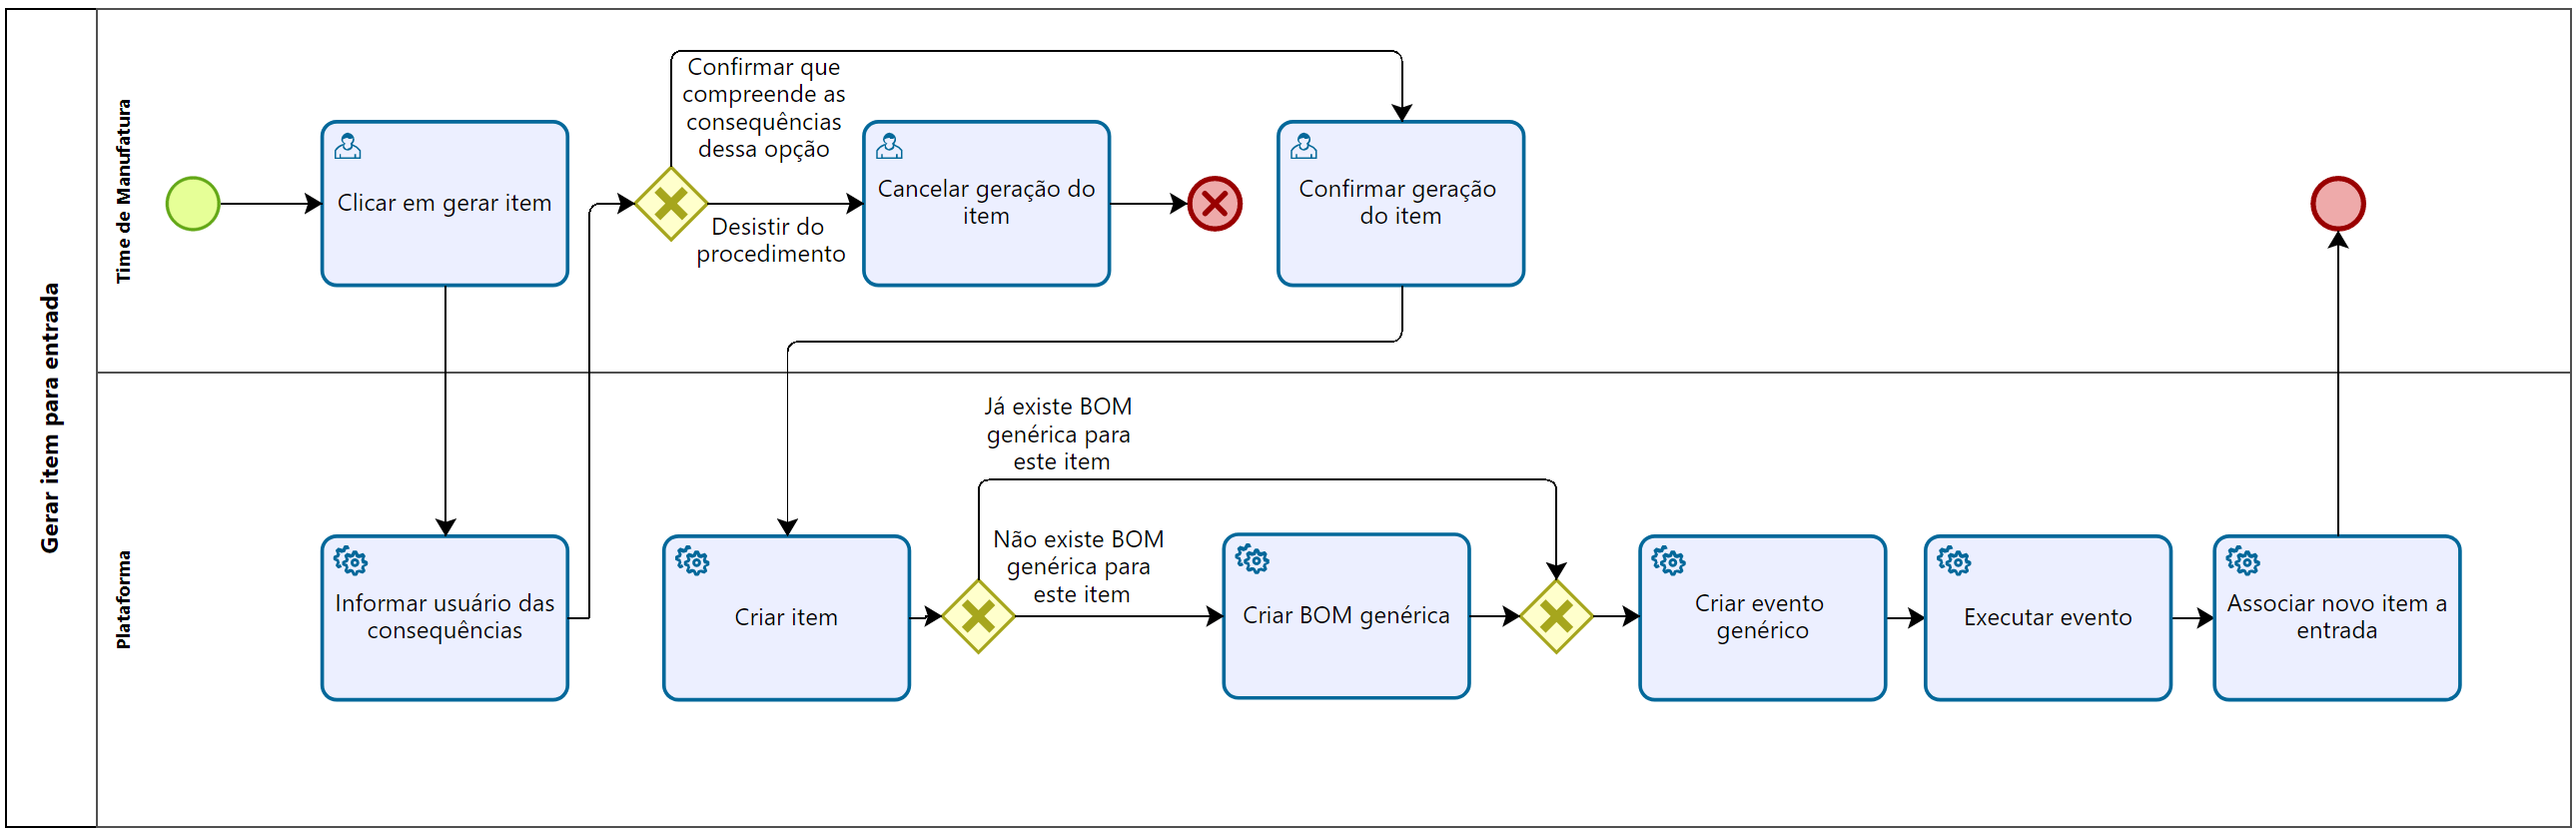 Gerar item para entrada
Time de Manufatura
Clicar em gerar item
Confirmar que
compreende as
consequências
dessa opção
Desistir do
procedimento
Cancelar geração do
item
Confirmar geração
do item
Plataforma
Informar usuário das
consequências
Criar item
Já existe BOM
genérica para
este item
Não existe BOM
genérica para
este item
Criar BOM genérica
Criar evento
genérico
Executar evento
Associar novo item a
entrada